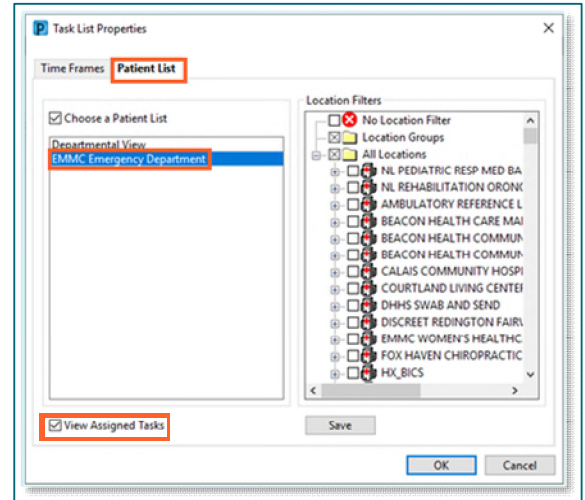 Task List Properties
Time Frames
Patient List
Choose a Patient List
Departmental View
EMMC Emergency Department
View Assigned Tasks
Location Filters
No Location Filter
Location Groups
All Locations
NL PEDIATRIC RESP MED BA
NL REHABILITATION ORONO
AMBULATORY REFERENCE L
BEACON HEALTH CARE MAI
BEACON HEALTH COMMUN
BEACON HEALTH COMMUN
CALAIS COMMUNITY HOSPI
COURTLAND LIVING CENTER
DHHS SWAB AND SEND
DISCREET REDINGTON FAIRV
EMMC WOMEN'S HEALTHC.
FOX HAVEN CHIROPRACTIC
HX_BICS
Save
OK
Cancel